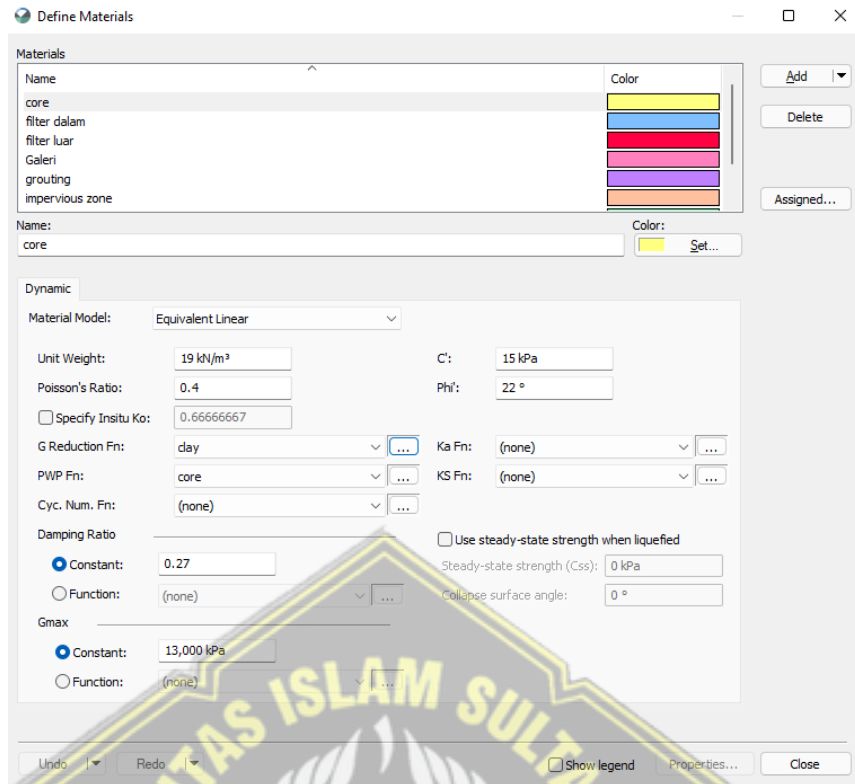 Define Materials
Materials
Name Color
core
filter dalam
filter luar
Galeri
grouting
impervious zone
Add
Delete
Assigned...
Name: Color:
core Set...
Dynamic
Material Model: Equivalent Linear
Unit Weight: 19 kN/m³ C': 15 kPa
Poisson's Ratio: 0.4 Phi': 22 °
Specify Insitu Ko: 0.66666667
G Reduction Fn: clay ... Ka Fn: (none) ...
PWP Fn: core ... KS Fn: (none) ...
Cyc. Num. Fn: (none) ...
Damping Ratio Use steady-state strength when liquefied
Constant: 0.27 Steady-state strength (Css): 0 kPa
Function: (none) ... Collapse surface angle: 0 °
Gmax
Constant: 13,000 kPa
Function: (none) ...
TAS ISLAM SULTA
Undo Redo Show legend Properties... Close